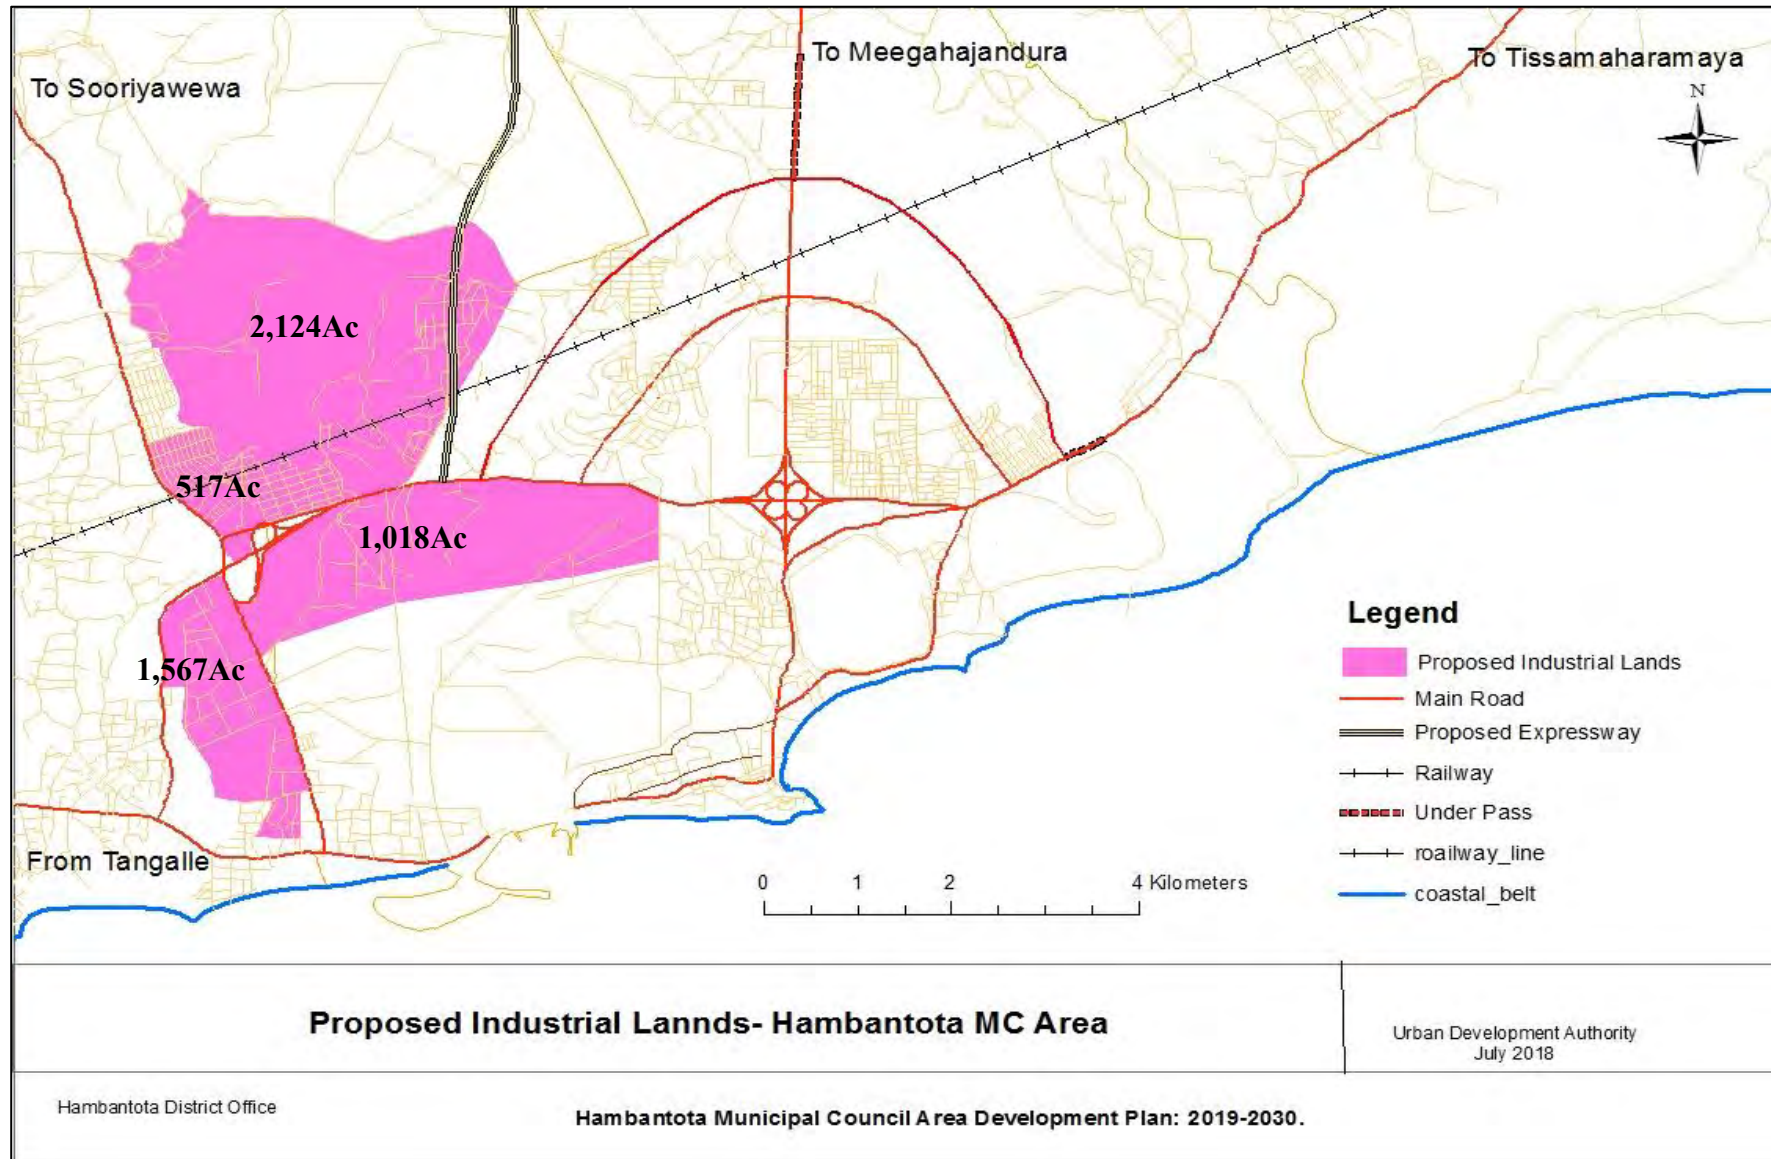 To Meegahajandura
To Tissamaharamaya
To Sooriyawewa
N
2,124Ac
517Ac
1,018Ac
1,567Ac
From Tangalle
Legend
Proposed Industrial Lands
Main Road
Proposed Expressway
Railway
Under Pass
roailway_line
coastal_belt
0 1 2 4 Kilometers
Proposed Industrial Lannds- Hambantota MC Area
Urban Development Authority
July 2018
Hambantota District Office
Hambantota Municipal Council Area Development Plan: 2019-2030.